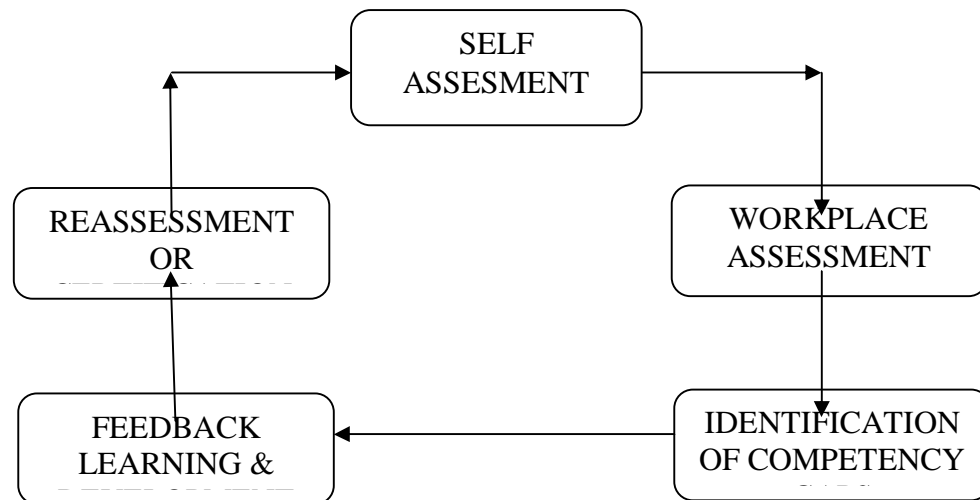 SELF
ASSESMENT
REASSESSMENT
OR
WORKPLACE
ASSESSMENT
FEEDBACK
LEARNING &
IDENTIFICATION
OF COMPETENCY